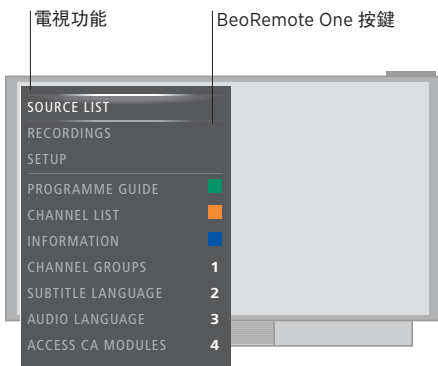 電視功能
BeoRemote One 按鍵
SOURCE LIST
RECORDINGS
SETUP
PROGRAMME GUIDE
CHANNEL LIST
INFORMATION
CHANNEL GROUPS 1
SUBTITLE LANGUAGE 2
AUDIO LANGUAGE 3
ACCESS CA MODULES 4